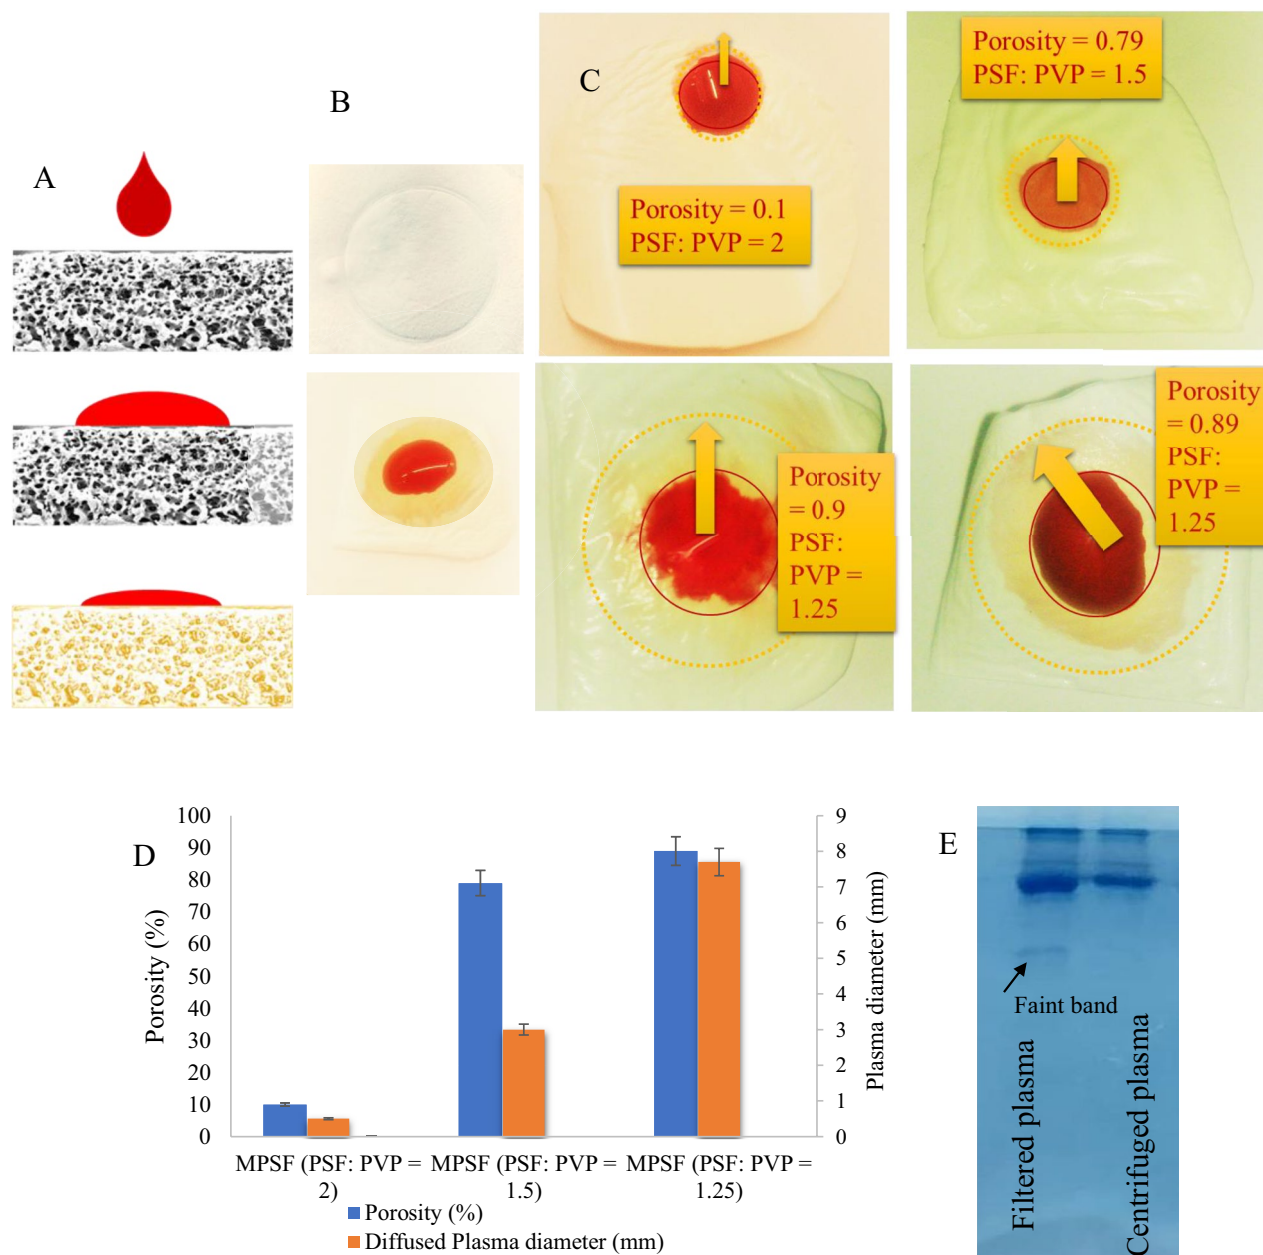 A
B
C
Porosity = 0.1
PSF: PVP = 2
Porosity = 0.79
PSF: PVP = 1.5
Porosity
= 0.9
PSF:
PVP =
1.25
Porosity
= 0.89
PSF:
PVP =
1.25
D
Porosity (%)
100
90
80
70
60
50
40
30
20
10
0
9
8
7
6
5
4
3
2
1
0
Plasma diameter (mm)
MPSF (PSF: PVP =
2)
MPSF (PSF: PVP =
1.5)
MPSF (PSF: PVP =
1.25)
Porosity (%)
Diffused Plasma diameter (mm)
E
Faint band
Filtered plasma
Centrifuged plasma